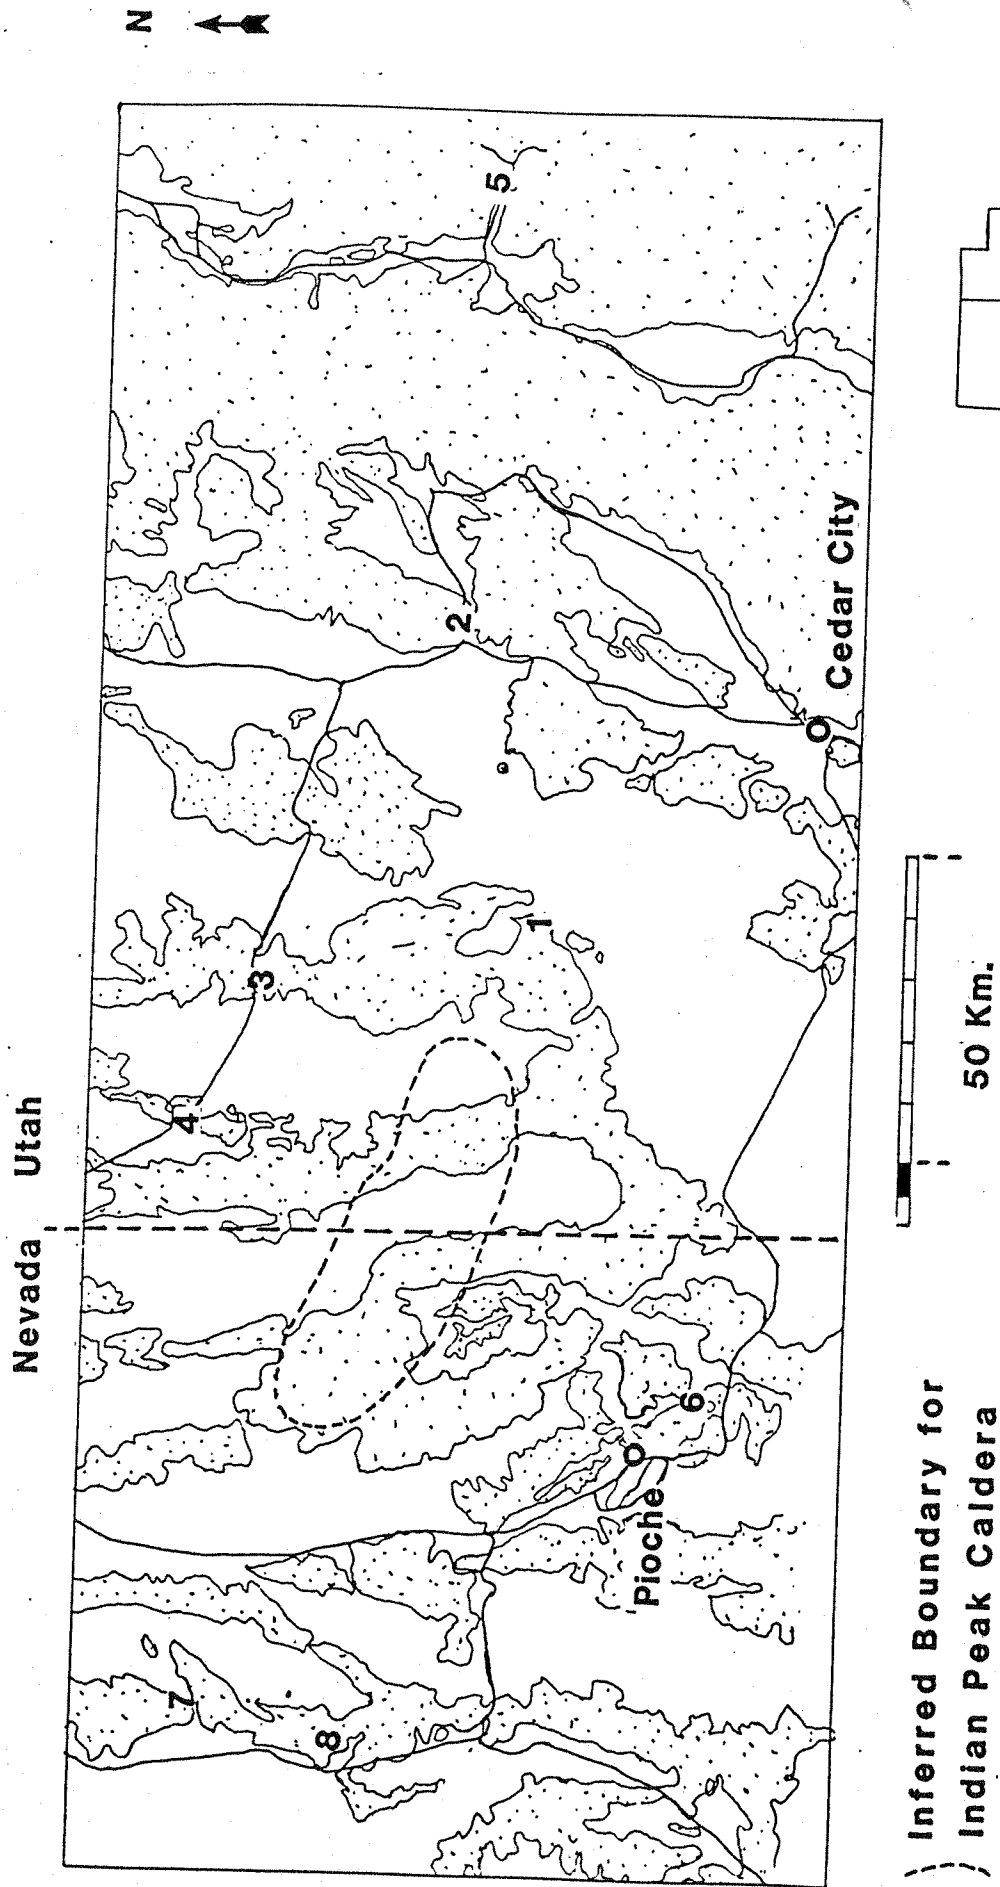 N
Nevada Utah
1
2
3
4
5
6
7
8
Pioche
Cedar City
50 Km.
Inferred Boundary for
Indian Peak Caldera